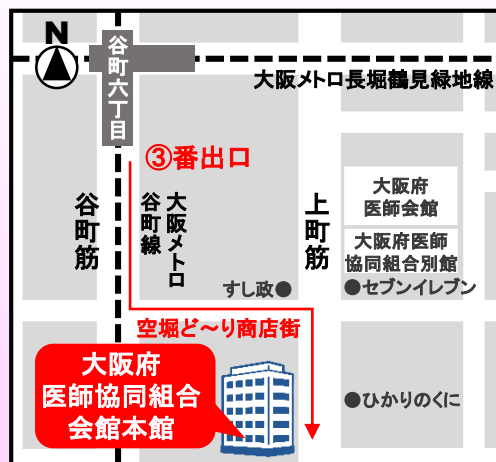 N
谷町六丁目
大阪メトロ長堀鶴見緑地線
③番出口
谷町筋
大阪メトロ
谷町線
上町筋
大阪府
医師会館
大阪府医師
協同組合別館
すし政●
●セブンイレブン
空堀ど～り商店街
大阪府
医師協同組合
会館本館
●ひかりのくに